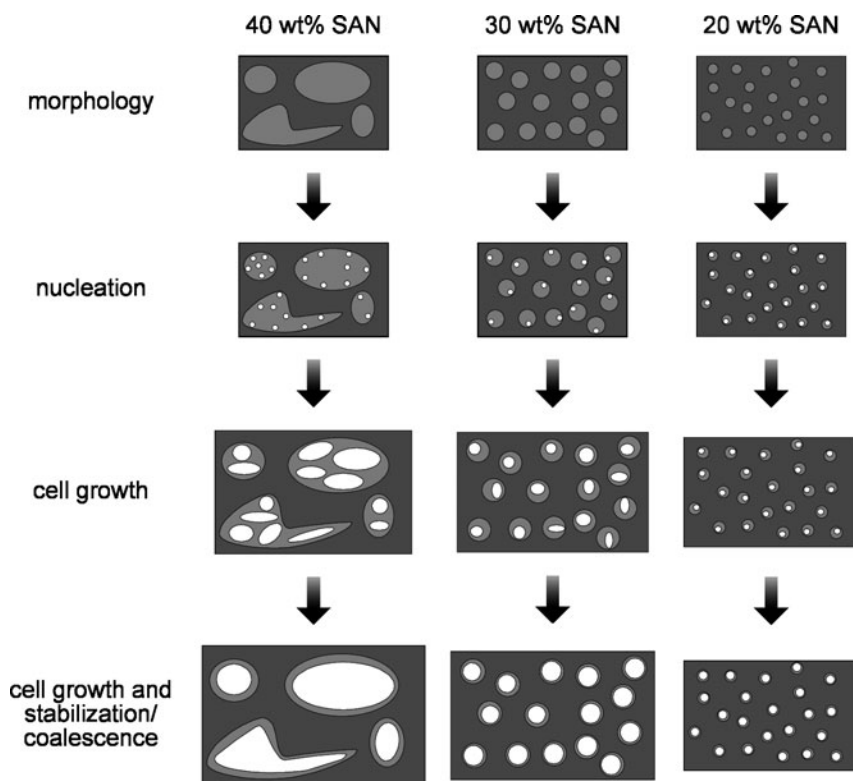 40 wt% SAN 30 wt% SAN 20 wt% SAN
morphology
nucleation
cell growth
cell growth and
stabilization/
coalescence